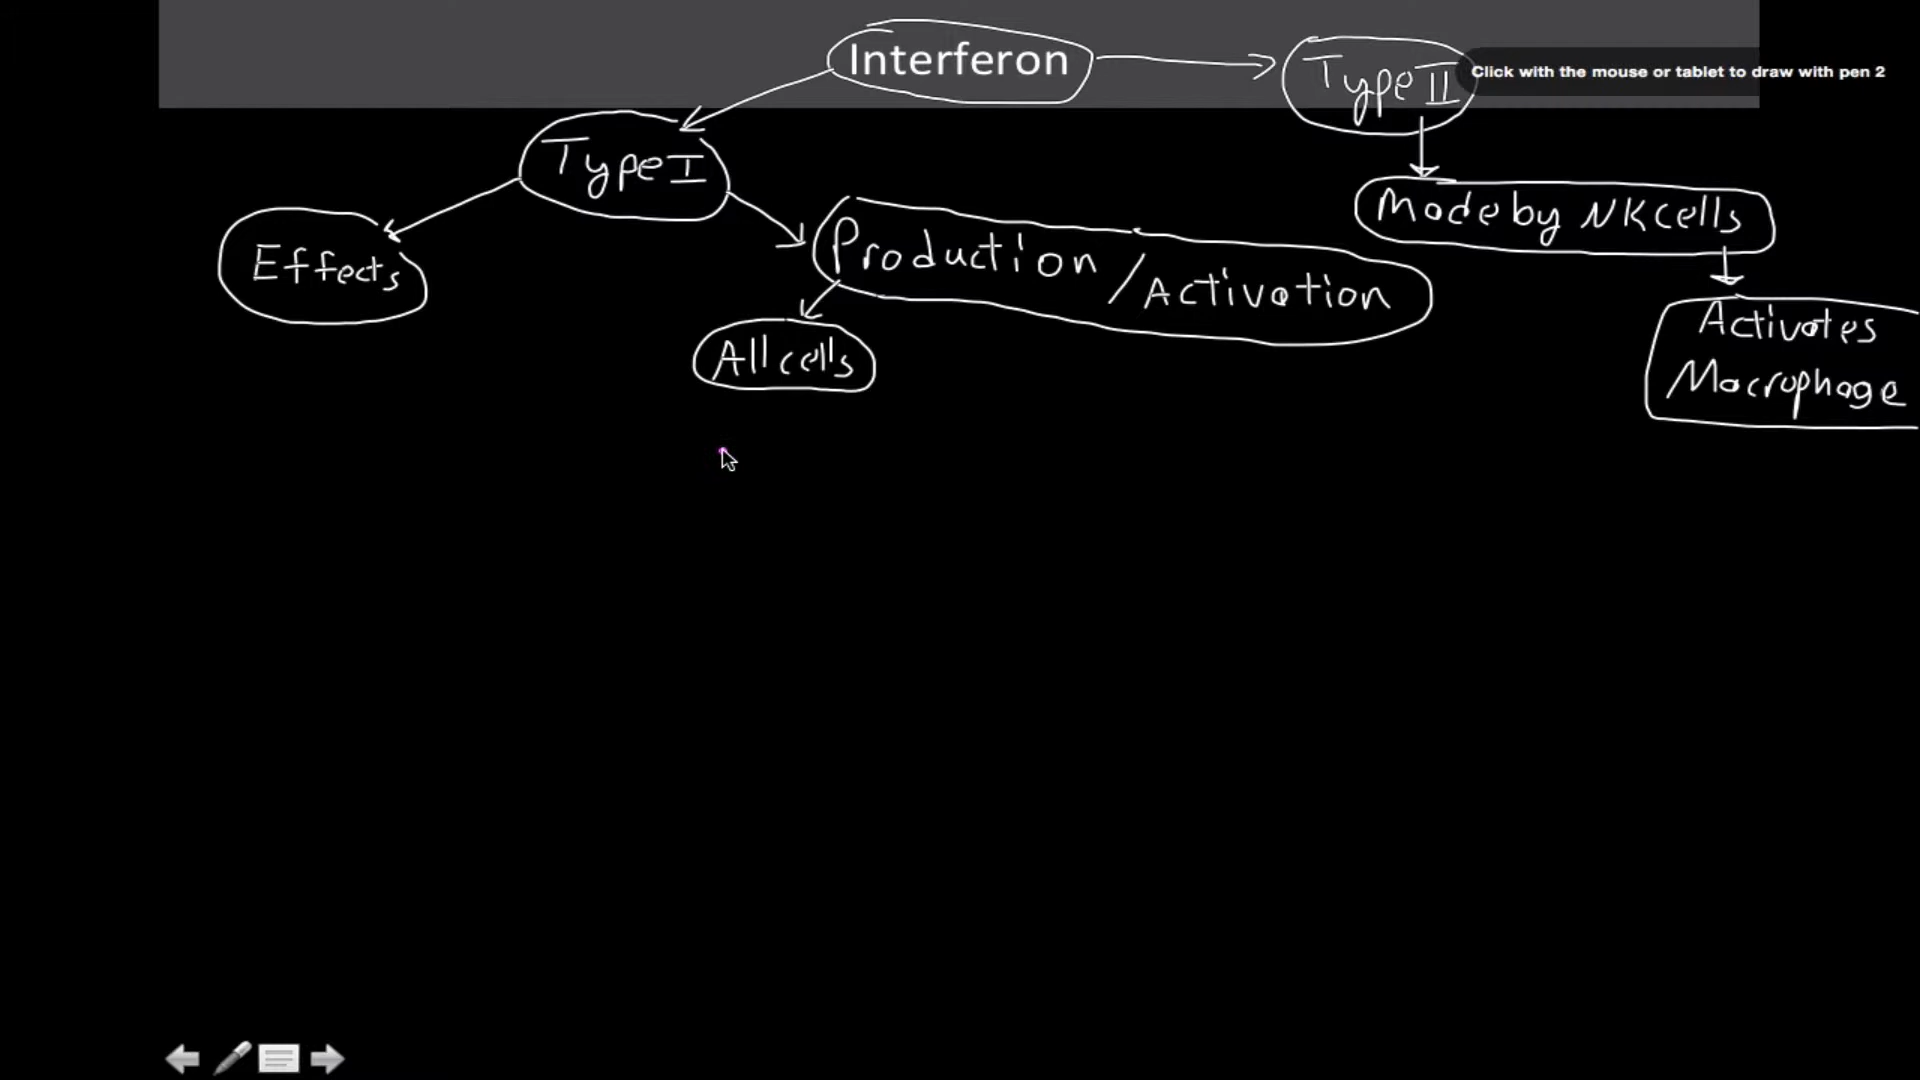 Interferon
Type II
Click with the mouse or tablet to draw with pen 2
Type I
Made by NK cells
Effects
Production
/Activation
Activates
Macrophage
All cells